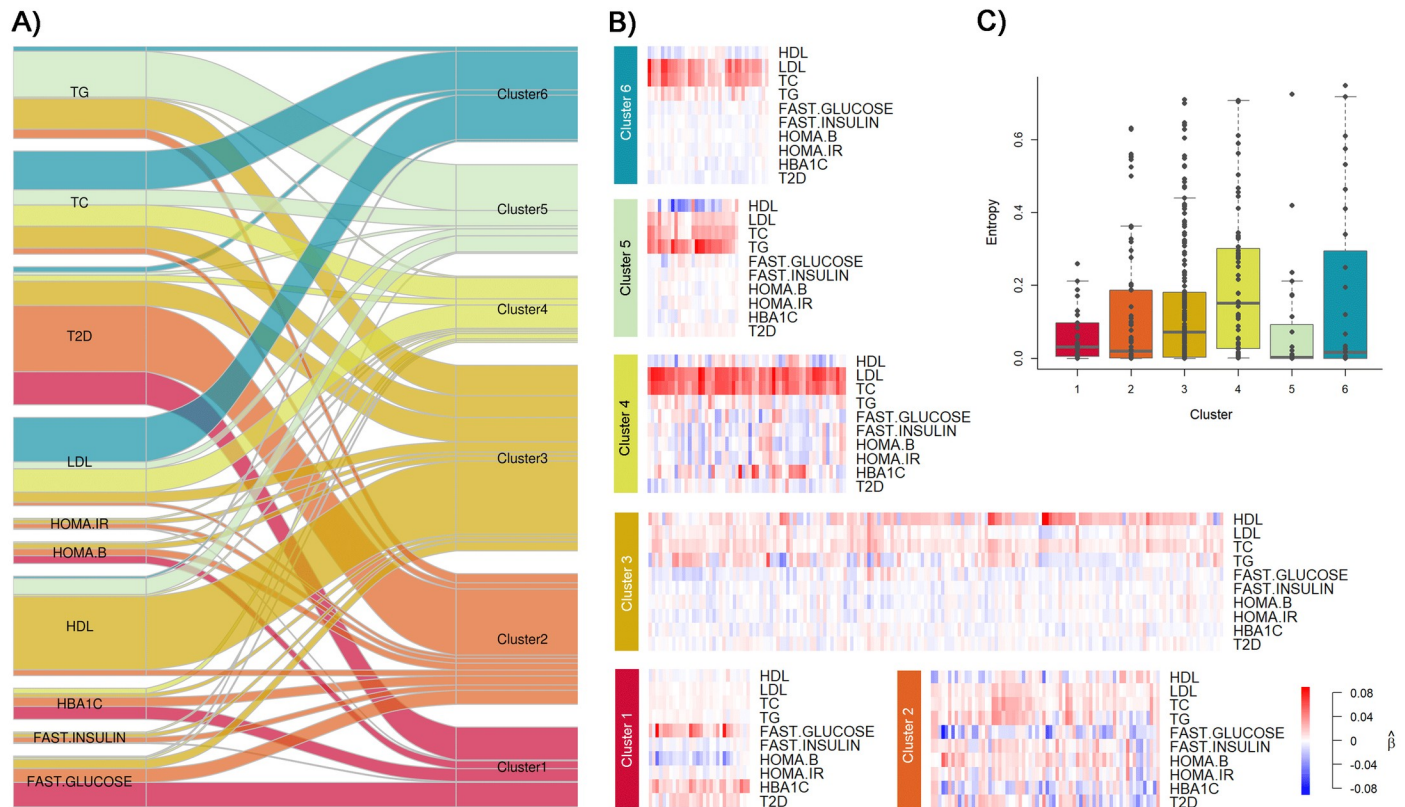 A)
TG
TC
T2D
LDL
HOMA.IR
HOMA.B
HDL
HBA1C
FAST.INSULIN
FAST.GLUCOSE
Cluster6
Cluster5
Cluster4
Cluster3
Cluster2
Cluster1
B)
Cluster 6
HDL
LDL
TC
TG
FAST.GLUCOSE
FAST.INSULIN
HOMA.B
HOMA.IR
HBA1C
T2D
Cluster 5
HDL
LDL
TC
TG
FAST.GLUCOSE
FAST.INSULIN
HOMA.B
HOMA.IR
HBA1C
T2D
Cluster 4
HDL
LDL
TC
TG
FAST.GLUCOSE
FAST.INSULIN
HOMA.B
HOMA.IR
HBA1C
T2D
Cluster 3
HDL
LDL
TC
TG
FAST.GLUCOSE
FAST.INSULIN
HOMA.B
HOMA.IR
HBA1C
T2D
Cluster 1
HDL
LDL
TC
TG
FAST.GLUCOSE
FAST.INSULIN
HOMA.B
HOMA.IR
HBA1C
T2D
Cluster 2
HDL
LDL
TC
TG
FAST.GLUCOSE
FAST.INSULIN
HOMA.B
HOMA.IR
HBA1C
T2D
0.08
0.04
0
-0.04
-0.08
β̂
C)
Entropy
0.6
0.4
0.2
0.0
1 2 3 4 5 6
Cluster